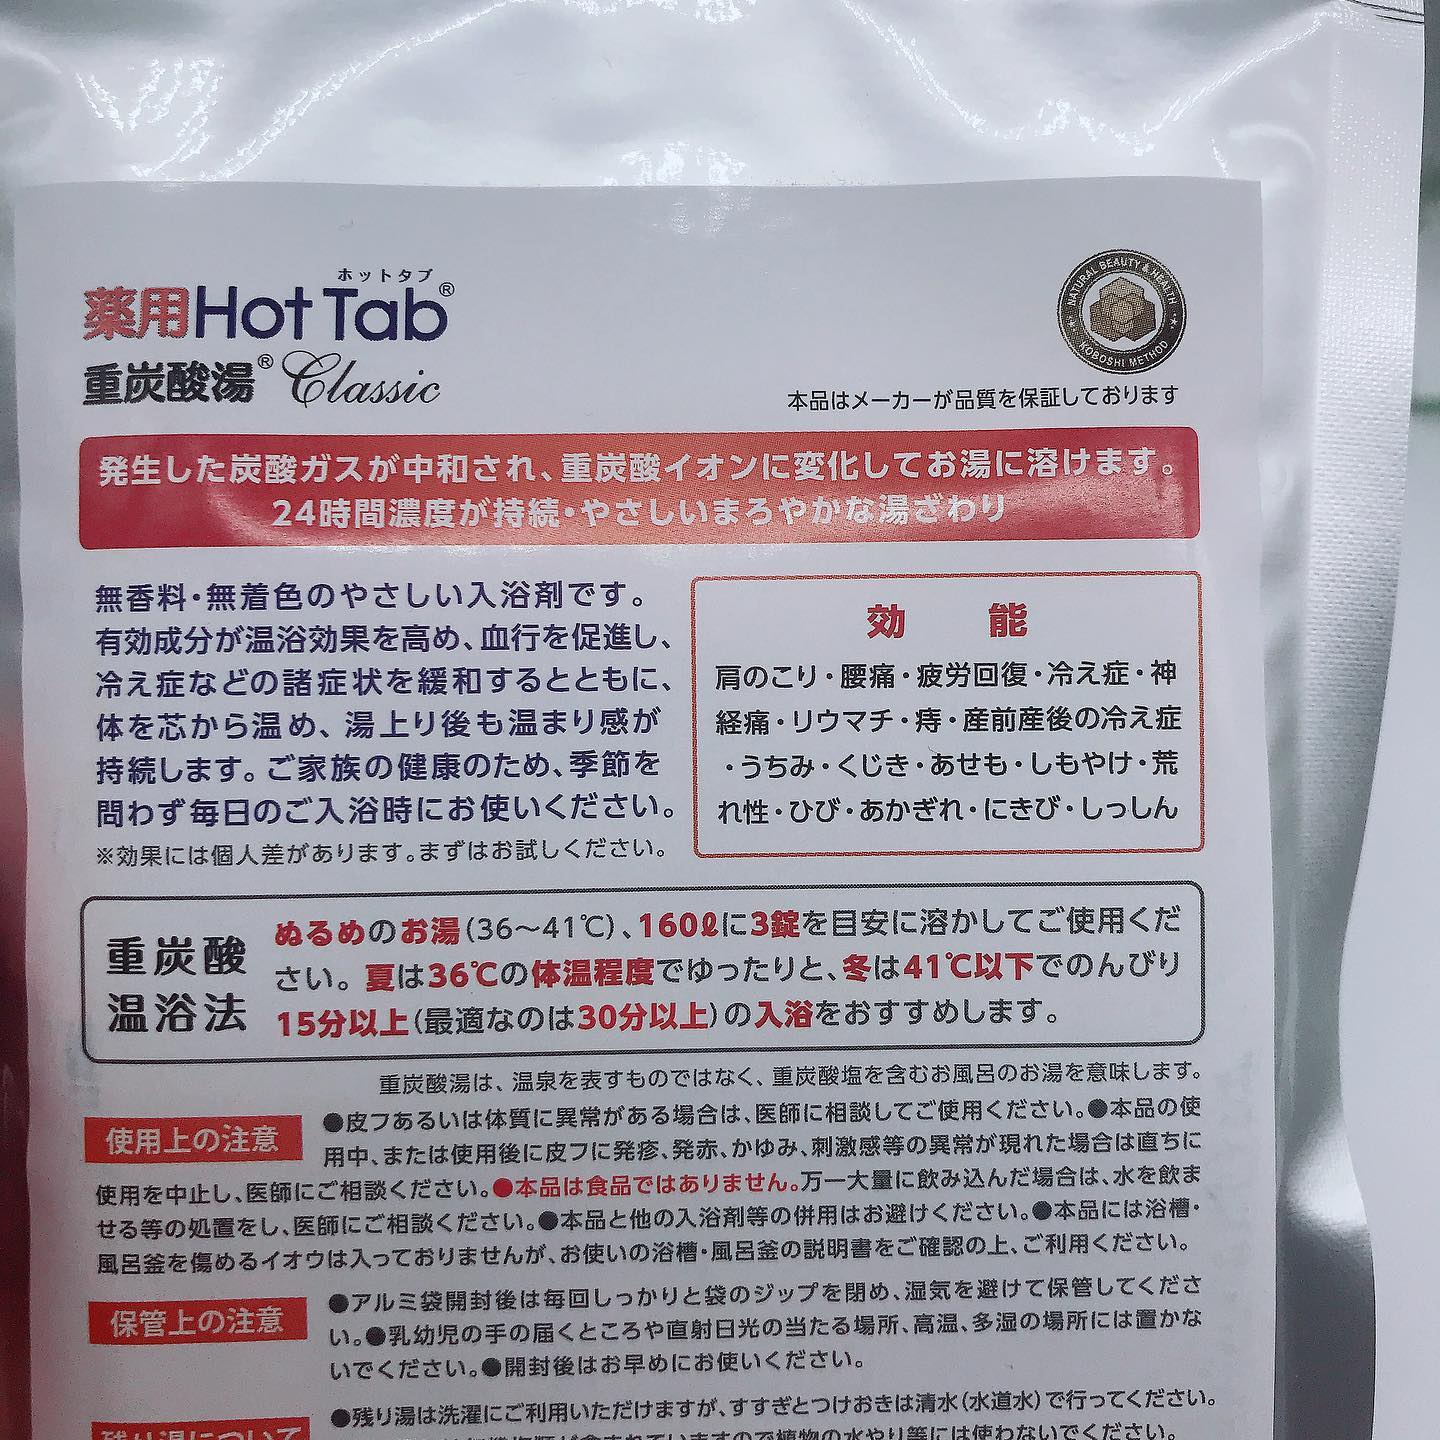 ホットタブ
薬用Hot Tab®
重炭酸湯® Classic
NATURAL BEAUTY & HEALTH
KOBOSHI METHOD
本品はメーカーが品質を保証しております
発生した炭酸ガスが中和され、重炭酸イオンに変化してお湯に溶けます。
24時間濃度が持続・やさしいまろやかな湯ざわり
無香料・無着色のやさしい入浴剤です。
有効成分が温浴効果を高め、血行を促進し、
冷え症などの諸症状を緩和するとともに、
体を芯から温め、湯上り後も温まり感が
持続します。ご家族の健康のため、季節を
問わず毎日のご入浴時にお使いください。
※効果には個人差があります。まずはお試しください。
効 能
肩のこり・腰痛・疲労回復・冷え症・神
経痛・リウマチ・痔・産前産後の冷え症
・うちみ・くじき・あせも・しもやけ・荒
れ性・ひび・あかぎれ・にきび・しっしん
重炭酸
温浴法
ぬるめのお湯(36〜41℃)、160ℓに3錠を目安に溶かしてご使用くだ
さい。夏は36℃の体温程度でゆったりと、冬は41℃以下でのんびり
15分以上(最適なのは30分以上)の入浴をおすすめします。
重炭酸湯は、温泉を表すものではなく、重炭酸塩を含むお風呂のお湯を意味します。
使用上の注意
●皮フあるいは体質に異常がある場合は、医師に相談してご使用ください。●本品の使
用中、または使用後に皮フに発疹、発赤、かゆみ、刺激感等の異常が現れた場合は直ちに
使用を中止し、医師にご相談ください。●本品は食品ではありません。万一大量に飲み込んだ場合は、水を飲ま
せる等の処置をし、医師にご相談ください。●本品と他の入浴剤等の併用はお避けください。●本品には浴槽・
風呂釜を傷めるイオウは入っておりませんが、お使いの浴槽・風呂釜の説明書をご確認の上、ご利用ください。
保管上の注意
●アルミ袋開封後は毎回しっかりと袋のジップを閉め、湿気を避けて保管してくださ
い。●乳幼児の手の届くところや直射日光の当たる場所、高温、多湿の場所には置かな
いでください。●開封後はお早めにお使いください。
残り湯について
●残り湯は洗濯にご利用いただけますが、すすぎとつけおきは清水(水道水)で行ってください。
が含まれていますので植物の水やり等には使わないでください。